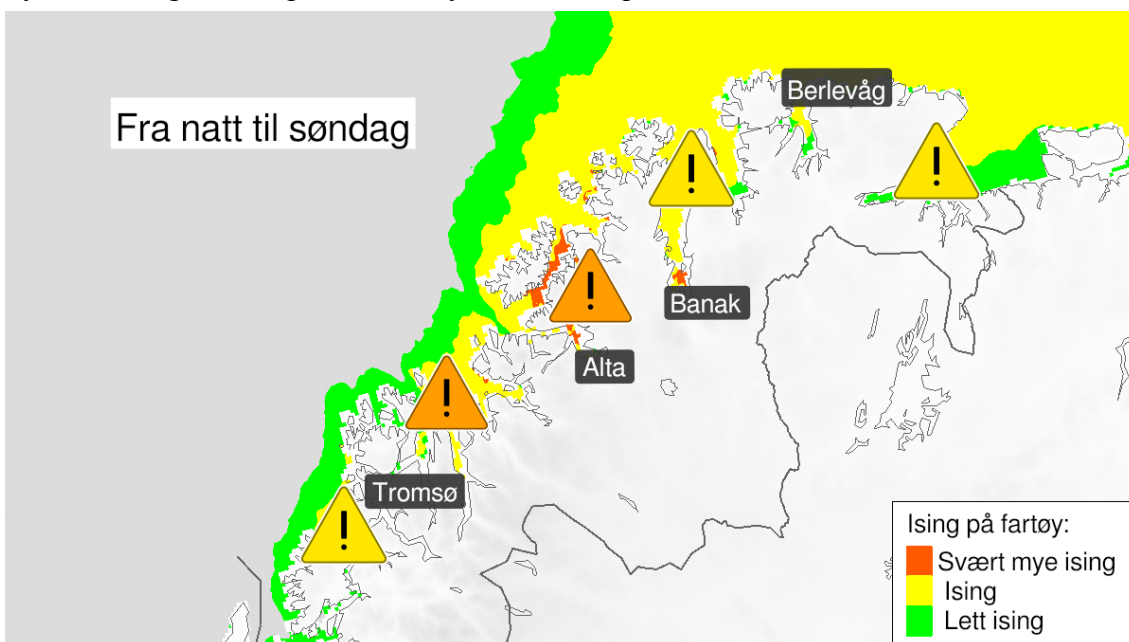 Berlevåg
Fra natt til søndag
!
!
!
Banak
Alta
!
Tromsø
!
Ising på fartøy:
Svært mye ising
Ising
Lett ising